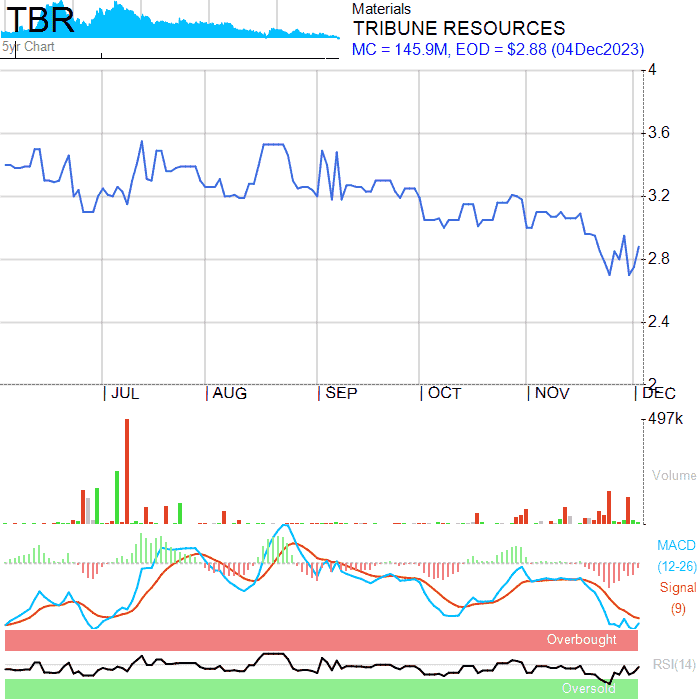 TBR
5yr Chart
Materials
TRIBUNE RESOURCES
MC = 145.9M, EOD = $2.88 (04Dec2023)
4
3.6
3.2
2.8
2.4
2
JUL AUG SEP OCT NOV DEC
497k
Volume
MACD
(12-26)
Signal
(9)
Overbought
RSI(14)
Oversold